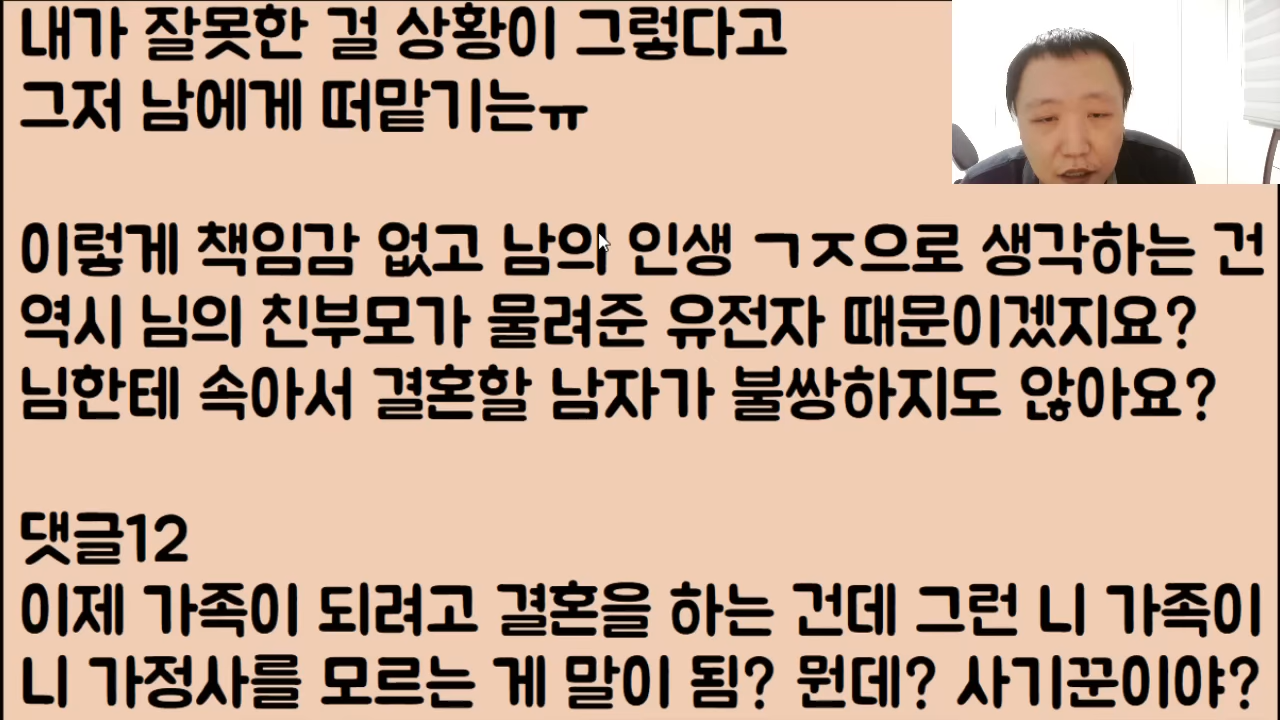 내가 잘못한 걸 상황이 그렇다고
그저 남에게 떠맡기는ㅠ
이렇게 책임감 없고 남의 인생 ㄱㅈ으로 생각하는 건
역시 님의 친부모가 물려준 유전자 때문이겠지요?
님한테 속아서 결혼할 남자가 불쌍하지도 않아요?
댓글12
이제 가족이 되려고 결혼을 하는 건데 그런 니 가족이
니 가정사를 모르는 게 말이 됨? 뭔데? 사기꾼이야?